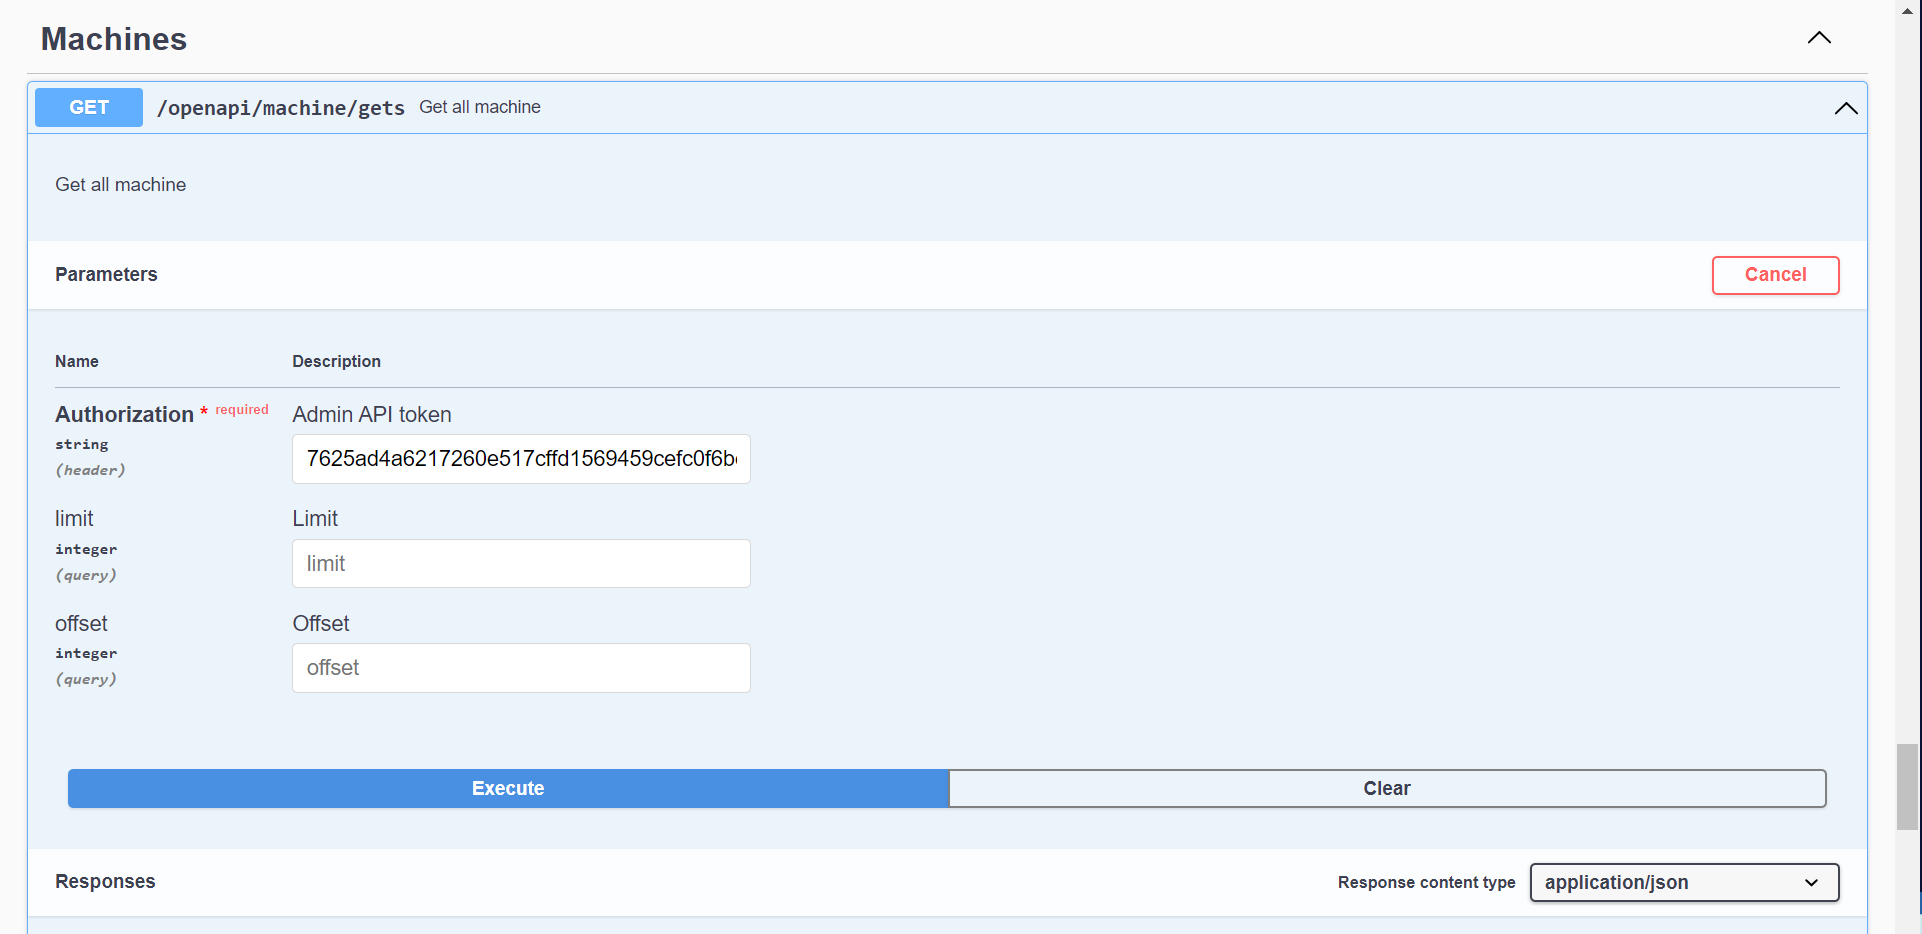 Machines
GET /openapi/machine/gets Get all machine
Get all machine
Parameters
Cancel
Name Description
Authorization * required Admin API token
string
(header)
7625ad4a6217260e517cffd1569459cefc0f6b
limit Limit
integer
(query)
limit
offset Offset
integer
(query)
offset
Execute
Clear
Responses
Response content type application/json